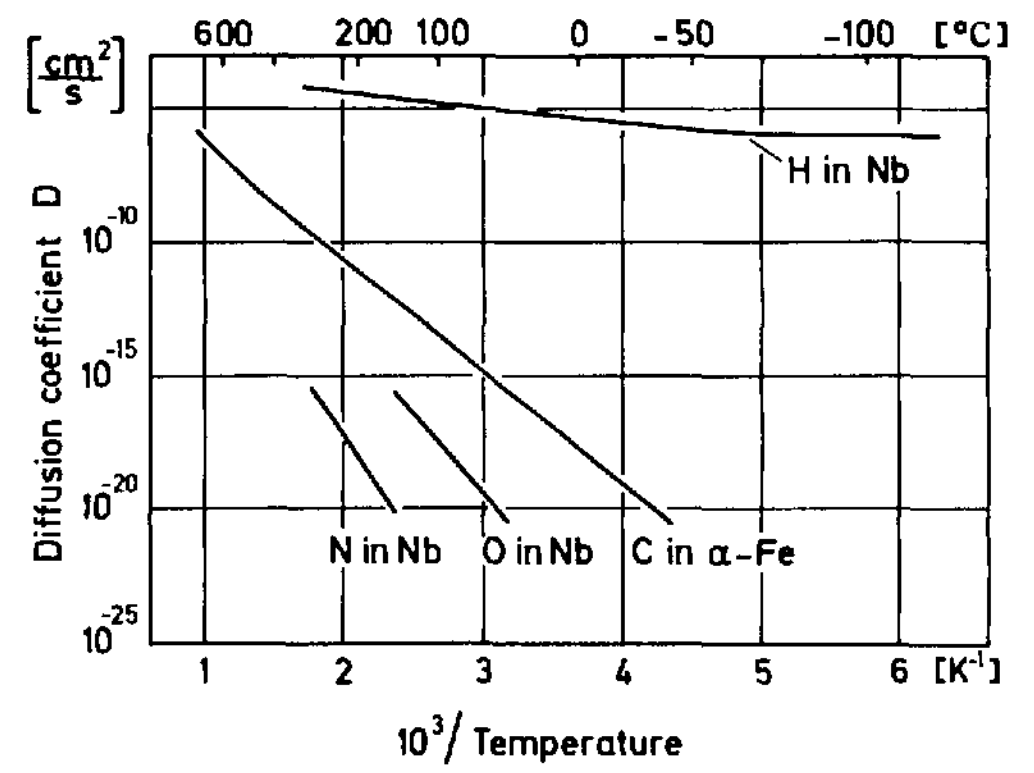 600 200 100 0 -50 -100 [°C]
[cm²/s]
H in Nb
Diffusion coefficient D
10⁻¹⁰
10⁻¹⁵
10⁻²⁰
N in Nb O in Nb C in α-Fe
10⁻²⁵
1 2 3 4 5 6 [K⁻¹]
10³/ Temperature